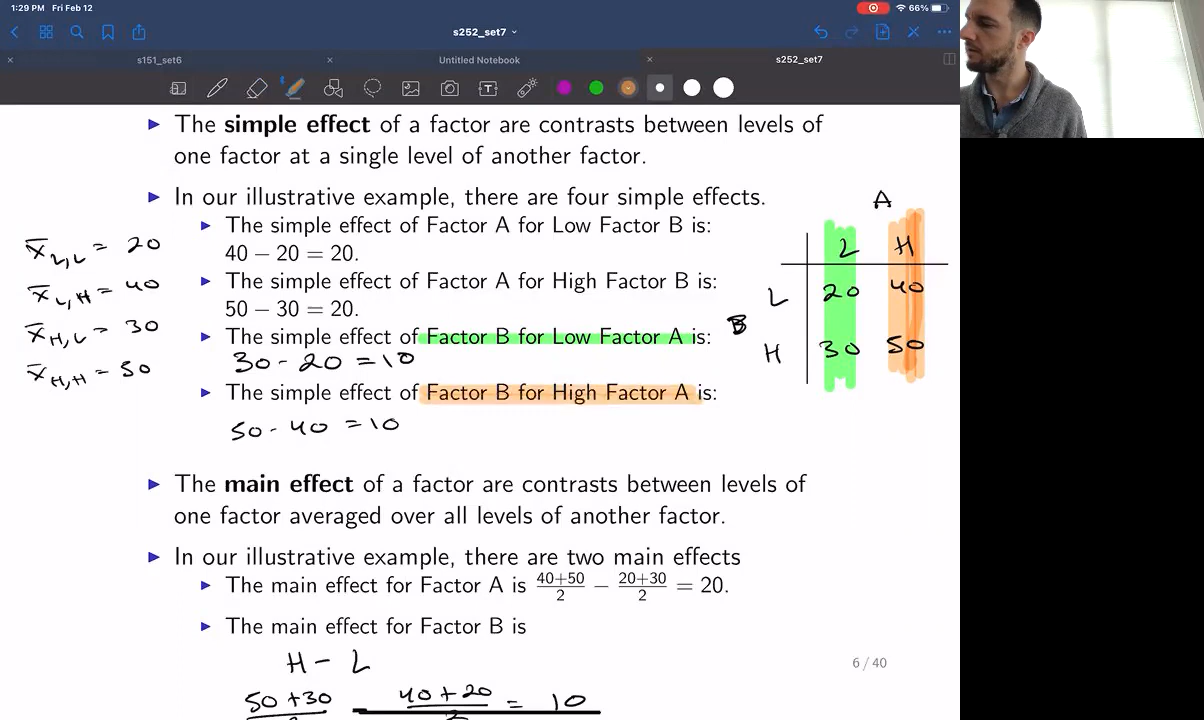 1:29 PM Fri Feb 12
66%
s252_set7
s151_set6
Untitled Notebook
s252_set7
▶ The simple effect of a factor are contrasts between levels of
one factor at a single level of another factor.
▶ In our illustrative example, there are four simple effects.
▶ The simple effect of Factor A for Low Factor B is:
40 − 20 = 20.
▶ The simple effect of Factor A for High Factor B is:
50 − 30 = 20.
▶ The simple effect of Factor B for Low Factor A is:
30 - 20 = 10
▶ The simple effect of Factor B for High Factor A is:
50 - 40 = 10
x̄L,L = 20
x̄L,H = 40
x̄H,L = 30
x̄H,H = 50
A
L H
L 20 40
B
H 30 50
▶ The main effect of a factor are contrasts between levels of
one factor averaged over all levels of another factor.
▶ In our illustrative example, there are two main effects
▶ The main effect for Factor A is (40+50)/2 − (20+30)/2 = 20.
▶ The main effect for Factor B is
H - L
6 / 40
50 + 30 - 40 + 20 = 10